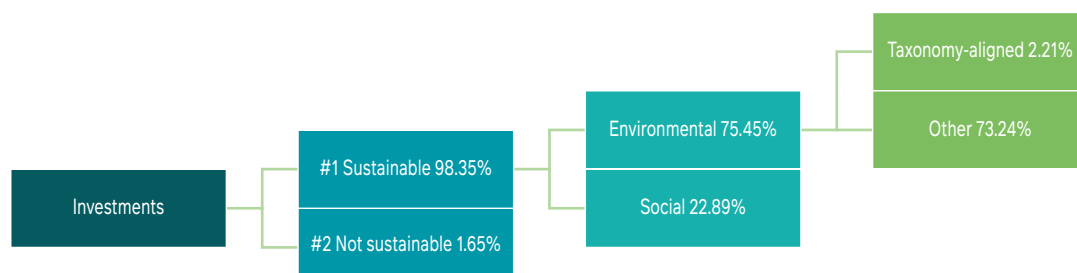 Investments
#1 Sustainable 98.35%
#2 Not sustainable 1.65%
Environmental 75.45%
Social 22.89%
Taxonomy-aligned 2.21%
Other 73.24%